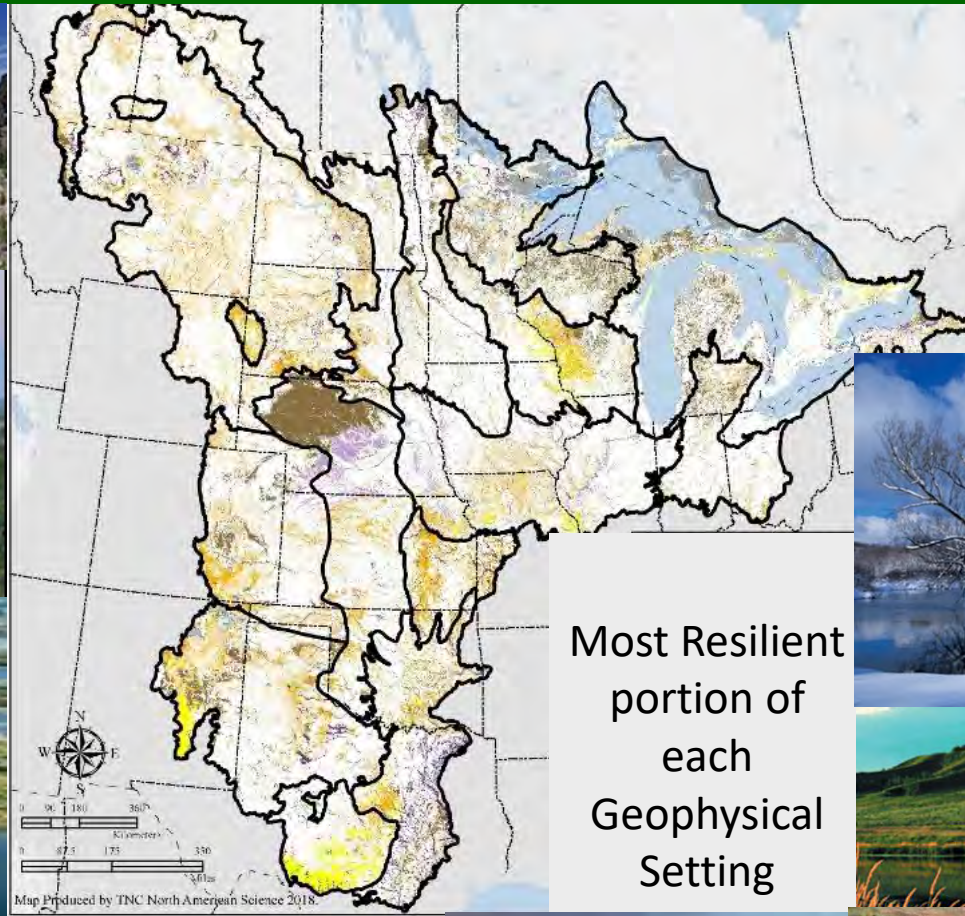 N
W E
S
0 90 180 360
Kilometers
0 87.5 175 350
Miles
Map Produced by TNC North American Science 2018.
Most Resilient
portion of
each
Geophysical
Setting